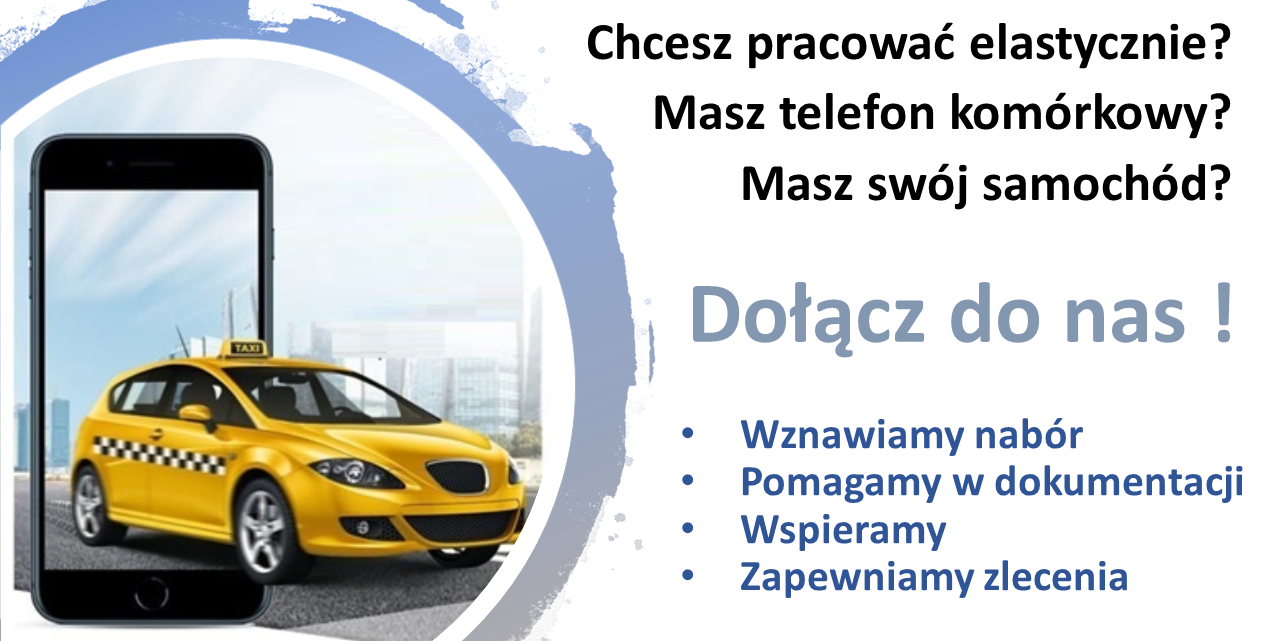 Chcesz pracować elastycznie?
Masz telefon komórkowy?
Masz swój samochód?
Dołącz do nas !
TAXI
• Wznawiamy nabór
• Pomagamy w dokumentacji
• Wspieramy
• Zapewniamy zlecenia